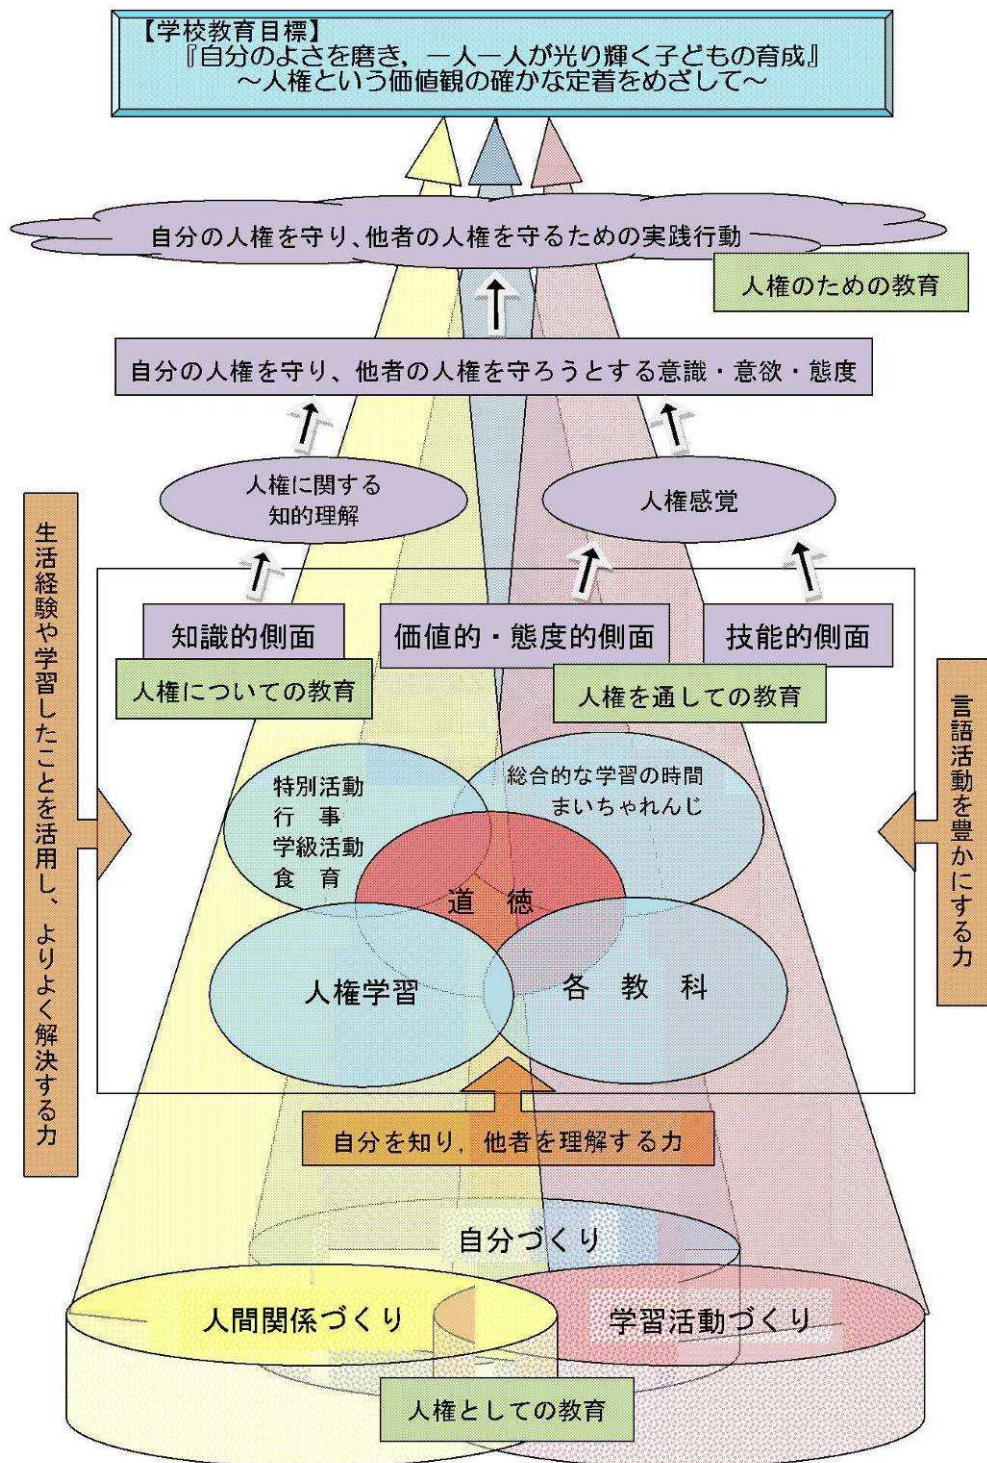 【学校教育目標】
『自分のよさを磨き，一人一人が光り輝く子どもの育成』
～人権という価値観の確かな定着をめざして～
自分の人権を守り、他者の人権を守るための実践行動
人権のための教育
自分の人権を守り、他者の人権を守ろうとする意識・意欲・態度
人権に関する
知的理解
人権感覚
生活経験や学習したことを活用し、よりよく解決する力
知識的側面
価値的・態度的側面
技能的側面
人権についての教育
人権を通しての教育
言語活動を豊かにする力
特別活動
行　事
学級活動
食　育
総合的な学習の時間
まいちゃれんじ
道　徳
人権学習
各　教　科
自分を知り，他者を理解する力
自分づくり
人間関係づくり
学習活動づくり
人権としての教育